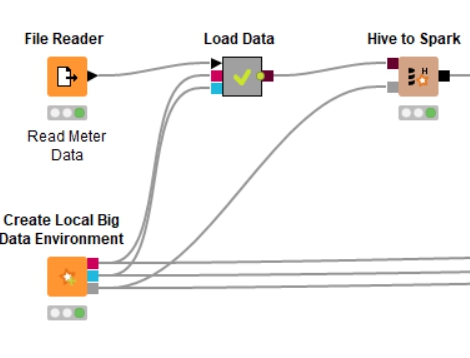 File Reader
Load Data
Hive to Spark
H
Read Meter
Data
Create Local Big
Data Environment